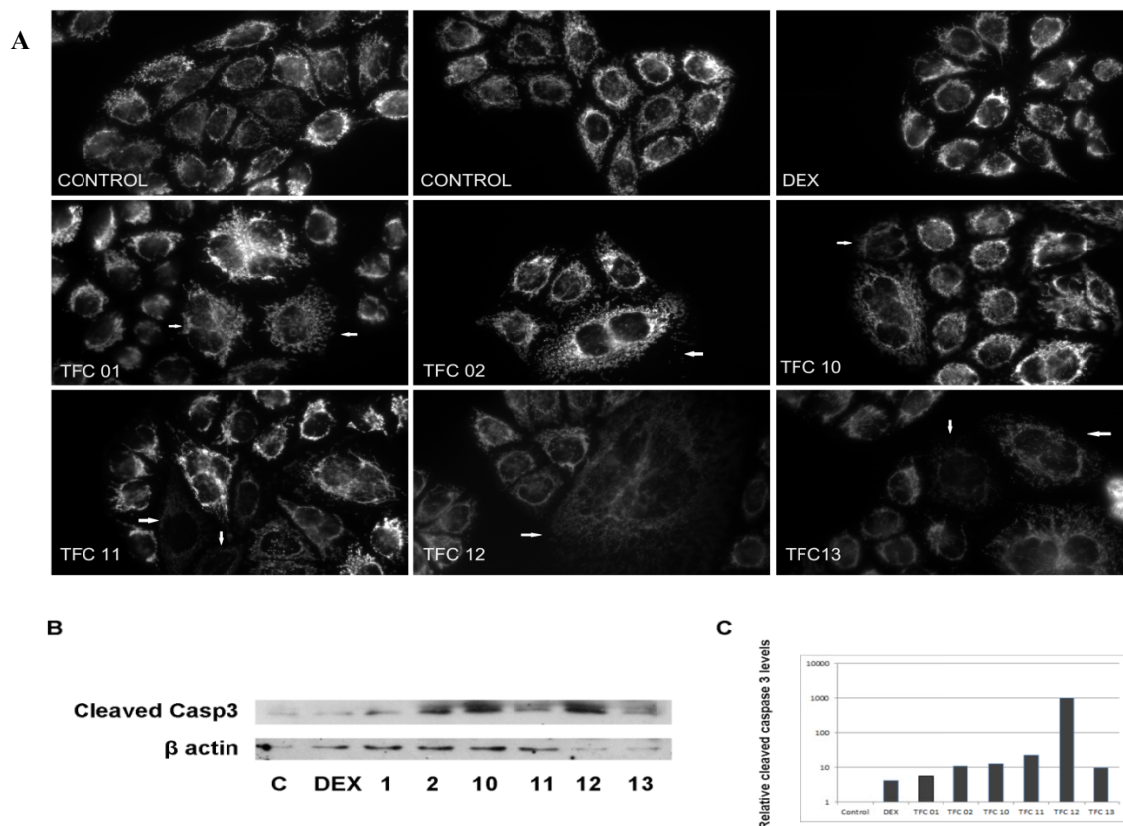 A
CONTROL
CONTROL
DEX
TFC 01
TFC 02
TFC 10
TFC 11
TFC 12
TFC13
B
Cleaved Casp3
β actin
C DEX 1 2 10 11 12 13
C
Relative cleaved caspase 3 levels
10000
1000
100
10
1
Control DEX TFC 01 TFC 02 TFC 10 TFC 11 TFC 12 TFC 13